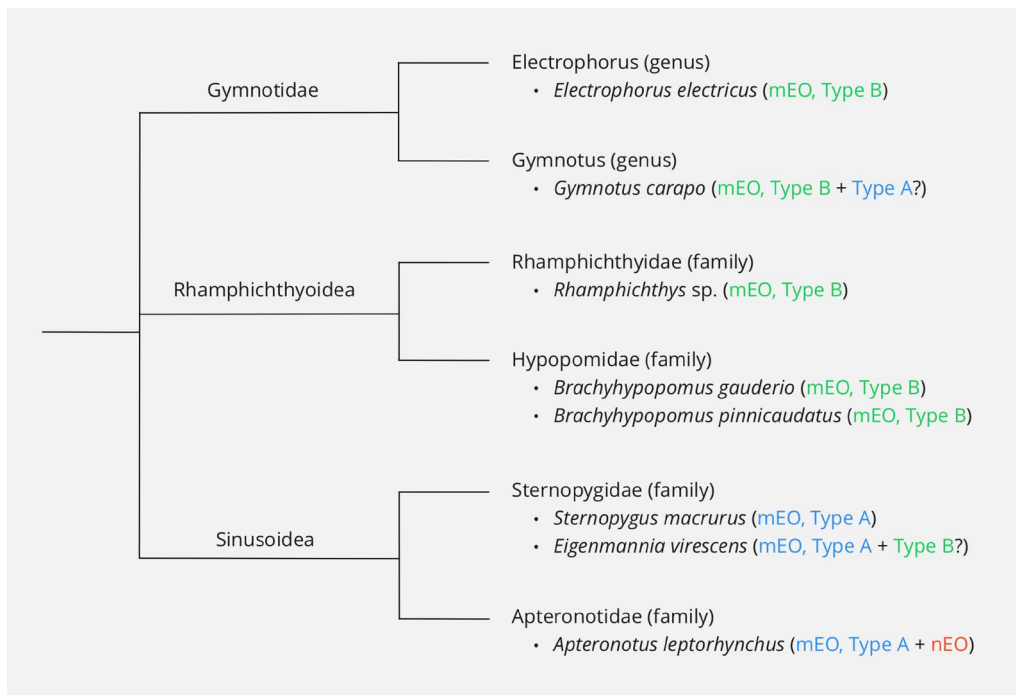 Gymnotidae
Electrophorus (genus)
• Electrophorus electricus (mEO, Type B)
Gymnotus (genus)
• Gymnotus carapo (mEO, Type B + Type A?)
Rhamphichthyoidea
Rhamphichthyidae (family)
• Rhamphichthys sp. (mEO, Type B)
Hypopomidae (family)
• Brachyhypopomus gauderio (mEO, Type B)
• Brachyhypopomus pinnicaudatus (mEO, Type B)
Sinusoidea
Sternopygidae (family)
• Sternopygus macrurus (mEO, Type A)
• Eigenmannia virescens (mEO, Type A + Type B?)
Apteronotidae (family)
• Apteronotus leptorhynchus (mEO, Type A + nEO)